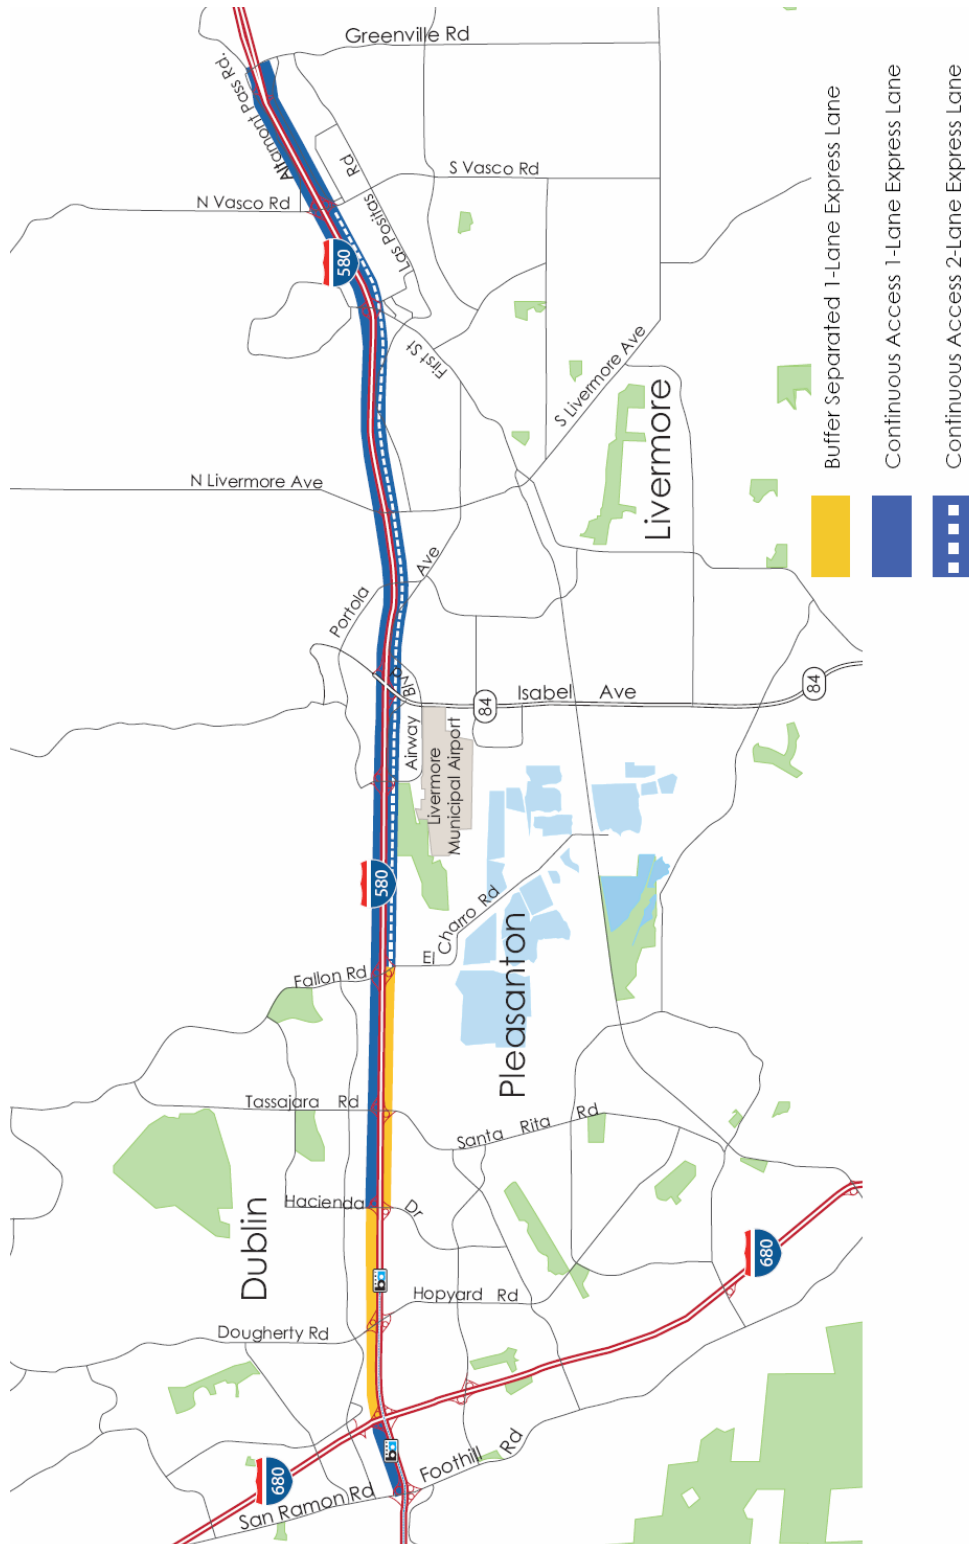 Greenville Rd
Altamont Pass Rd.
Las Positas Rd
S Vasco Rd
N Vasco Rd
580
First St
S Livermore Ave
Livermore
N Livermore Ave
Portola Ave
Isabel Ave
84
84
Airway Blvd
Livermore
Municipal Airport
580
El Charro Rd
Fallon Rd
Pleasanton
Tassajara Rd
Santa Rita Rd
Hacienda Dr
Dublin
Hopyard Rd
Dougherty Rd
680
680
San Ramon Rd
Foothill Rd
Buffer Separated 1-Lane Express Lane
Continuous Access 1-Lane Express Lane
Continuous Access 2-Lane Express Lane